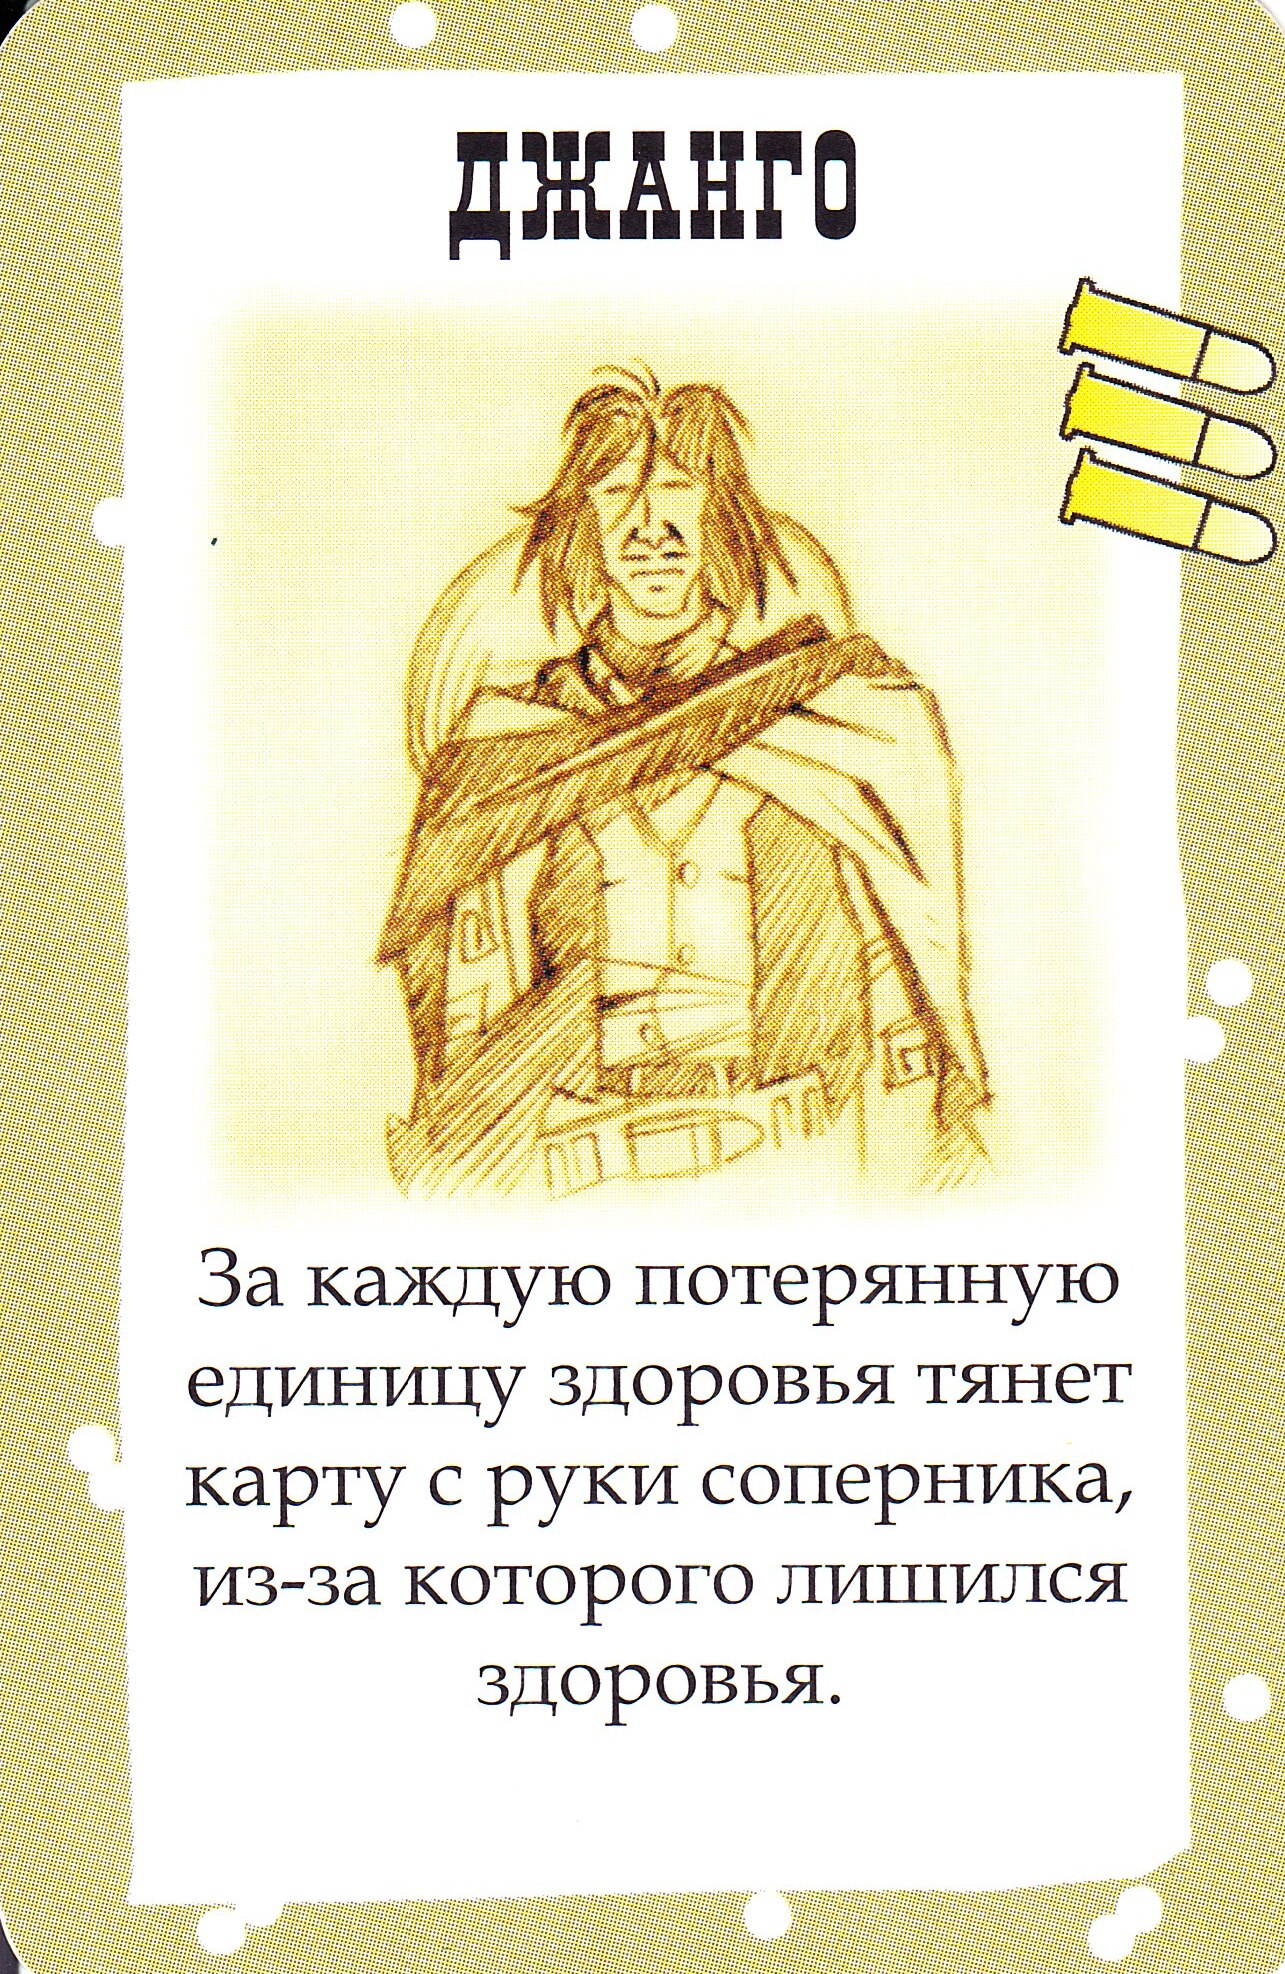 ДЖАНГО
За каждую потерянную
единицу здоровья тянет
карту с руки соперника,
из-за которого лишился
здоровья.